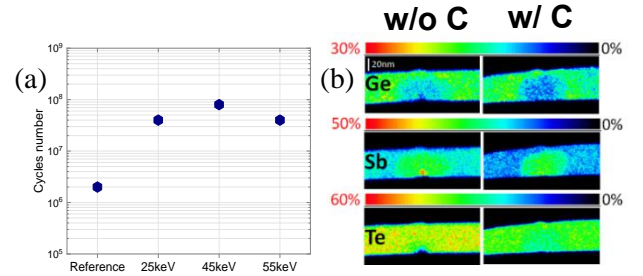 w/o C w/ C
(a)
Cycles number
10^9
10^8
10^7
10^6
10^5
Reference 25keV 45keV 55keV
(b)
30% 0%
20nm
Ge
50% 0%
Sb
60% 0%
Te